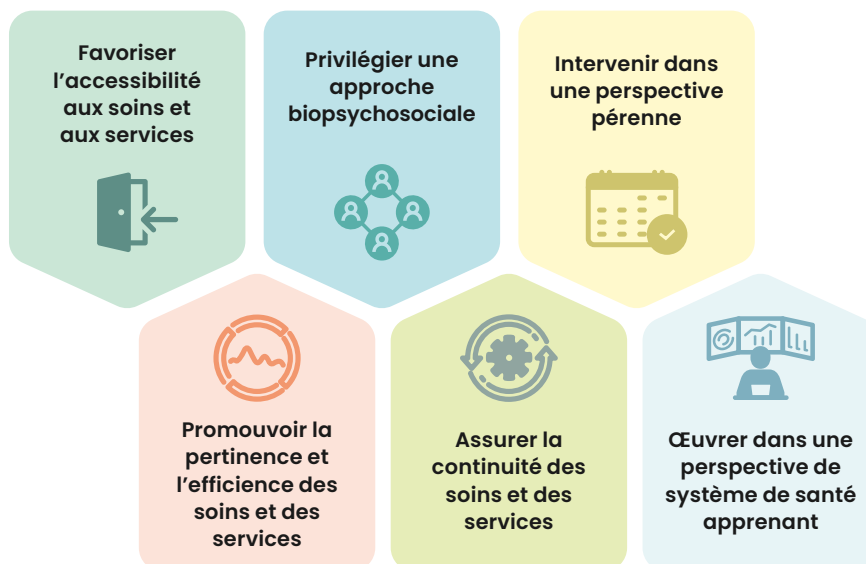 Favoriser
l'accessibilité
aux soins et
aux services
Privilégier une
approche
biopsychosociale
Intervenir dans
une perspective
pérenne
Promouvoir la
pertinence et
l'efficience des
soins et des
services
Assurer la
continuité des
soins et des
services
Œuvrer dans une
perspective de
système de santé
apprenant